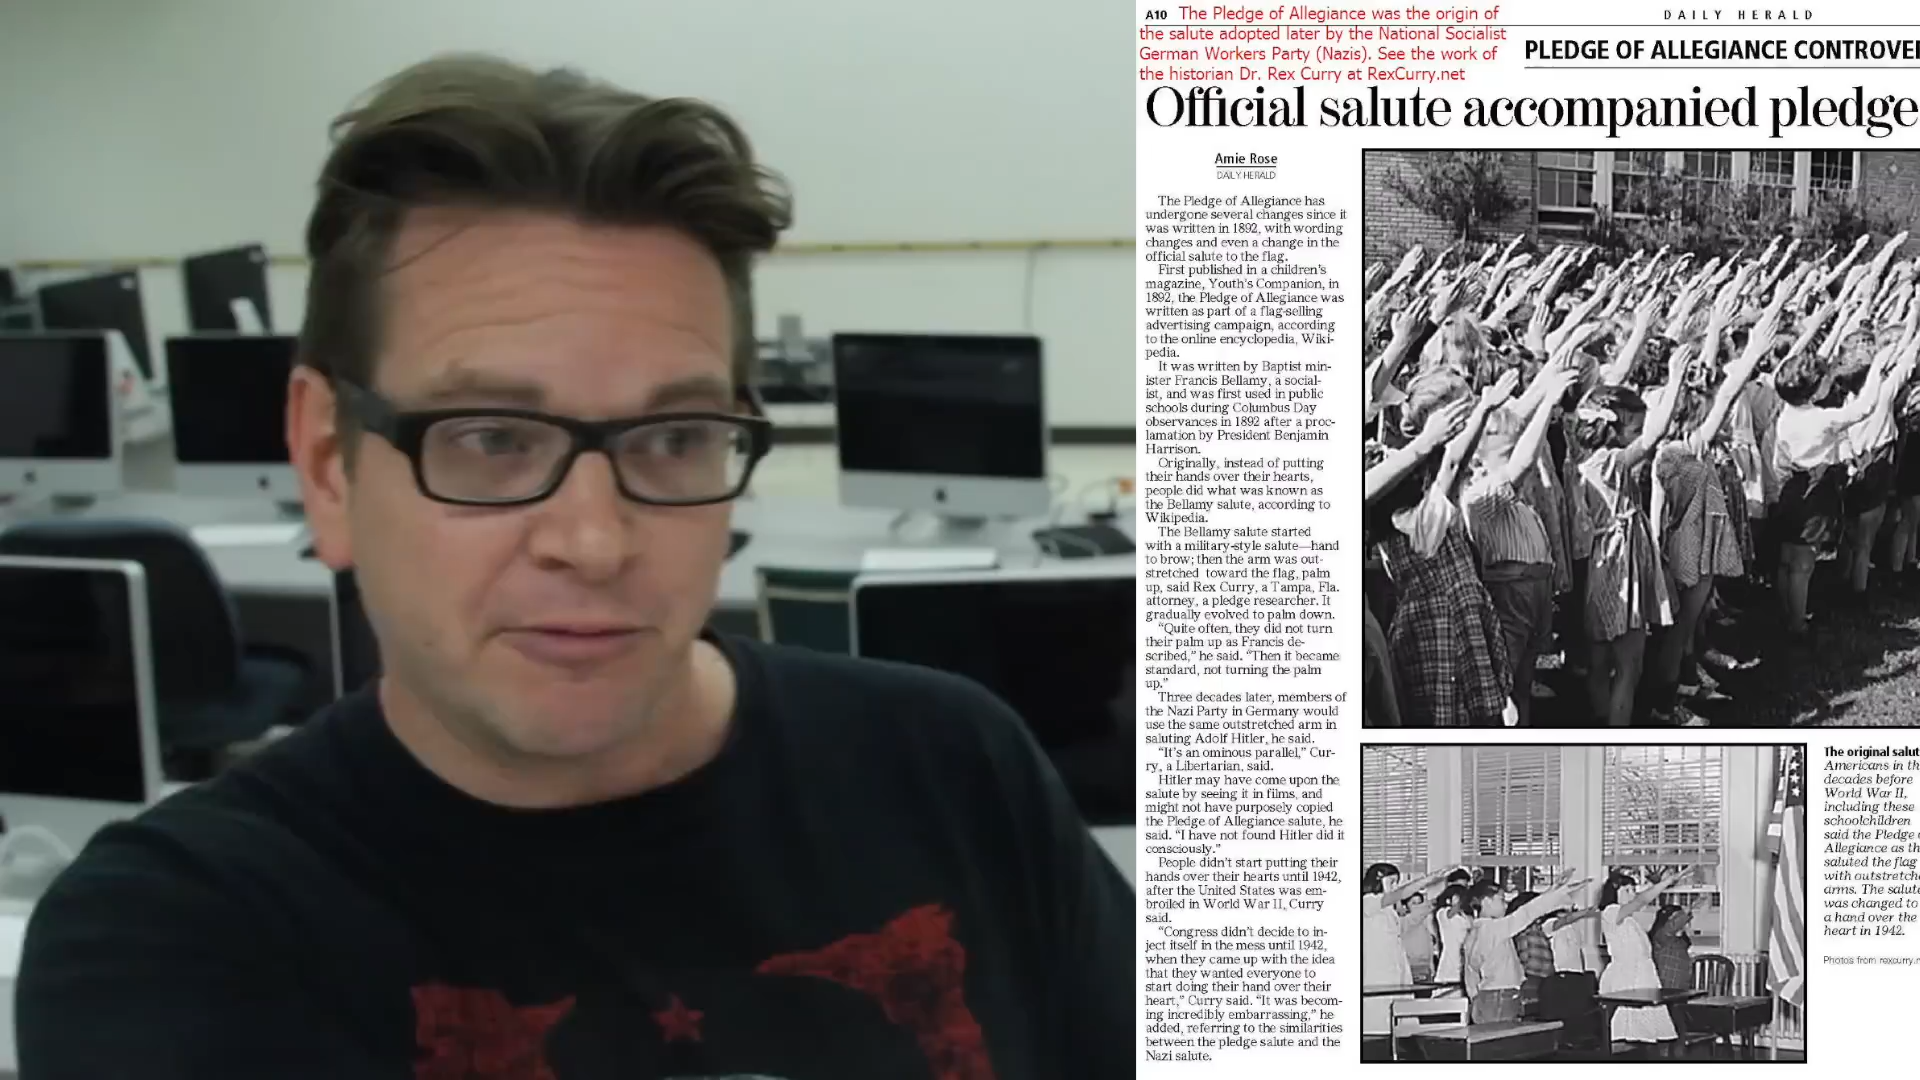 A10 The Pledge of Allegiance was the origin of
the salute adopted later by the National Socialist
German Workers Party (Nazis). See the work of
the historian Dr. Rex Curry at RexCurry.net
DAILY HERALD
PLEDGE OF ALLEGIANCE CONTROVE
Official salute accompanied pledge
Amie Rose
DAILY HERALD
The Pledge of Allegiance has
undergone several changes since it
was written in 1892, with wording
changes and even a change in the
official salute to the flag.
First published in a children's
magazine, Youth's Companion, in
1892, the Pledge of Allegiance was
written as part of a flag-selling
advertising campaign, according
to the online encyclopedia, Wiki-
pedia.
It was written by Baptist min-
ister Francis Bellamy, a social-
ist, and was first used in public
schools during Columbus Day
observances in 1892 after a proc-
lamation by President Benjamin
Harrison.
Originally, instead of putting
their hands over their hearts,
people did what was known as
the Bellamy salute, according to
Wikipedia.
The Bellamy salute started
with a military-style salute—hand
to brow; then the arm was out-
stretched toward the flag, palm
up, said Rex Curry, a Tampa, Fla.
attorney, a pledge researcher. It
gradually evolved to palm down.
"Quite often, they did not turn
their palm up as Francis de-
scribed," he said. "Then it became
standard, not turning the palm
up."
Three decades later, members of
the Nazi Party in Germany would
use the same outstretched arm in
saluting Adolf Hitler, he said.
"It's an ominous parallel," Cur-
ry, a Libertarian, said.
Hitler may have come upon the
salute by seeing it in films, and
might not have purposely copied
the Pledge of Allegiance salute, he
said. "I have not found Hitler did it
consciously."
People didn't start putting their
hands over their hearts until 1942,
after the United States was em-
broiled in World War II, Curry
said.
"Congress didn't decide to in-
ject itself in the mess until 1942,
when they came up with the idea
that they wanted everyone to
start doing their hand over their
heart," Curry said. "It was becom-
ing incredibly embarrassing," he
added, referring to the similarities
between the pledge salute and the
Nazi salute.
The original salut
Americans in th
decades before
World War II,
including these
schoolchildren
said the Pledge
Allegiance as th
saluted the flag
with outstretch
arms. The salut
was changed to
a hand over the
heart in 1942.
Photos from rexcurry.n